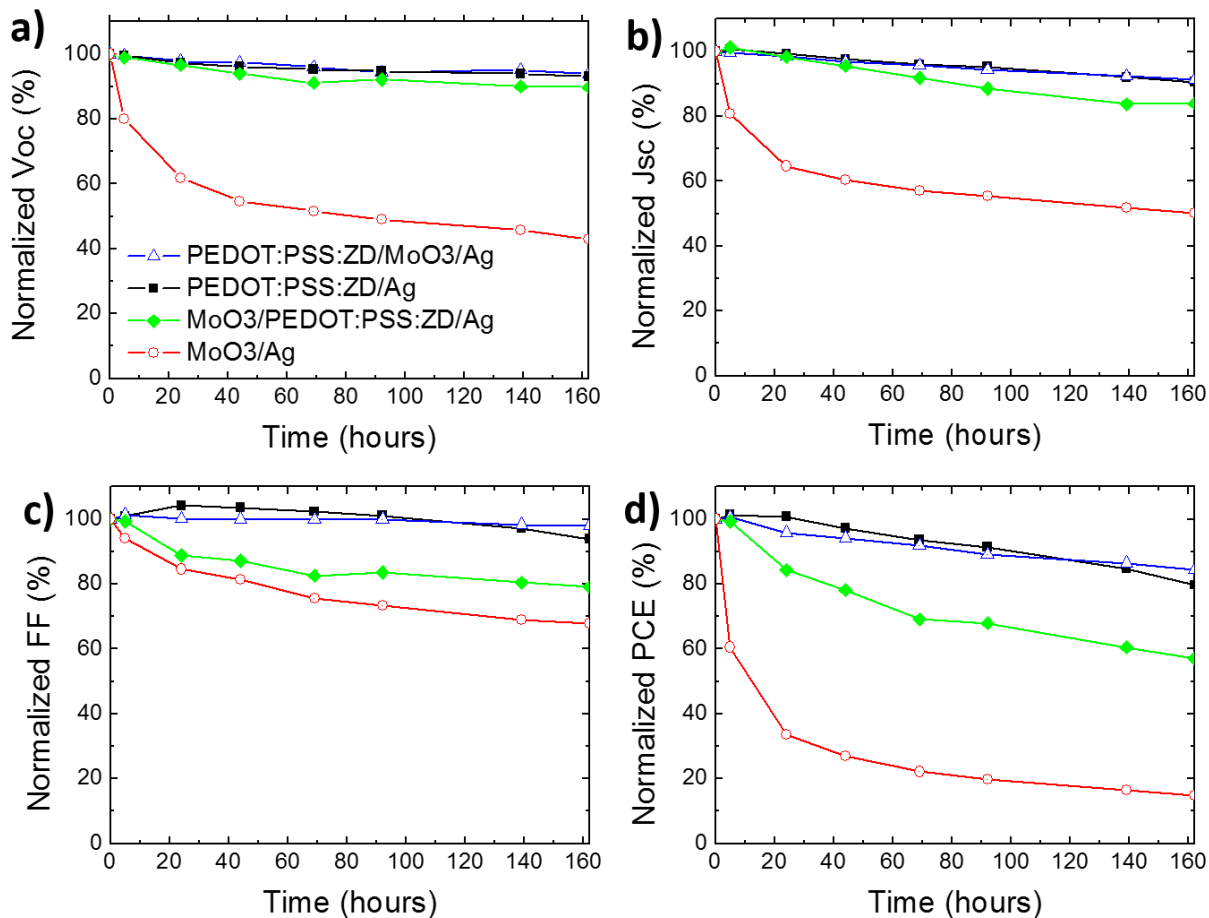 a)
Normalized Voc (%)
100
80
60
40
20
0
PEDOT:PSS:ZD/MoO3/Ag
PEDOT:PSS:ZD/Ag
MoO3/PEDOT:PSS:ZD/Ag
MoO3/Ag
0 20 40 60 80 100 120 140 160
Time (hours)
b)
Normalized Jsc (%)
100
80
60
40
20
0
0 20 40 60 80 100 120 140 160
Time (hours)
c)
Normalized FF (%)
100
80
60
40
20
0
0 20 40 60 80 100 120 140 160
Time (hours)
d)
Normalized PCE (%)
100
80
60
40
20
0
0 20 40 60 80 100 120 140 160
Time (hours)